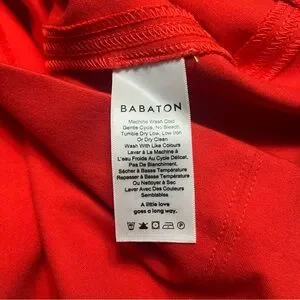 BABATON
Machine Wash Cold
Gentle Cycle, No Bleach
Tumble Dry Low, Low Iron
Or Dry Clean
Wash With Like Colours
Laver À La Machine À
L'eau Froide Au Cycle Délicat.
Pas De Blanchiment.
Sécher à Basse Température
Repasser à Basse Température
Ou Nettoyer à Sec
Laver Avec Des Couleurs
Semblables
A little love
goes a long way.